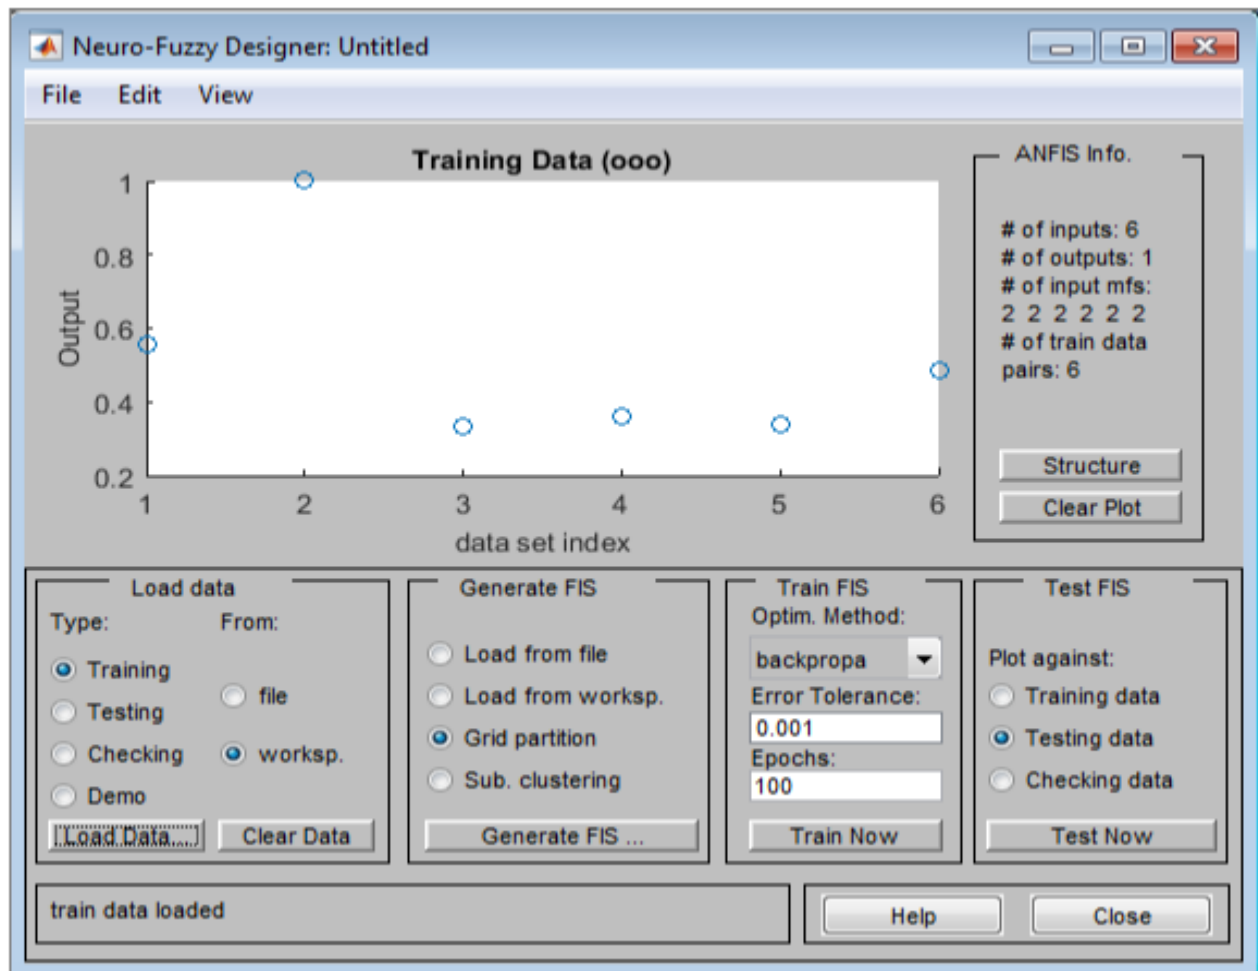 Neuro-Fuzzy Designer: Untitled
File Edit View
Training Data (ooo)
1
0.8
0.6
0.4
0.2
Output
1 2 3 4 5 6
data set index
ANFIS Info.
# of inputs: 6
# of outputs: 1
# of input mfs:
2 2 2 2 2 2
# of train data
pairs: 6
Structure
Clear Plot
Load data
Type: From:
Training
Testing
Checking
Demo
file
worksp.
Load Data... Clear Data
Generate FIS
Load from file
Load from worksp.
Grid partition
Sub. clustering
Generate FIS ...
Train FIS
Optim. Method:
backpropa
Error Tolerance:
0.001
Epochs:
100
Train Now
Test FIS
Plot against:
Training data
Testing data
Checking data
Test Now
train data loaded
Help Close